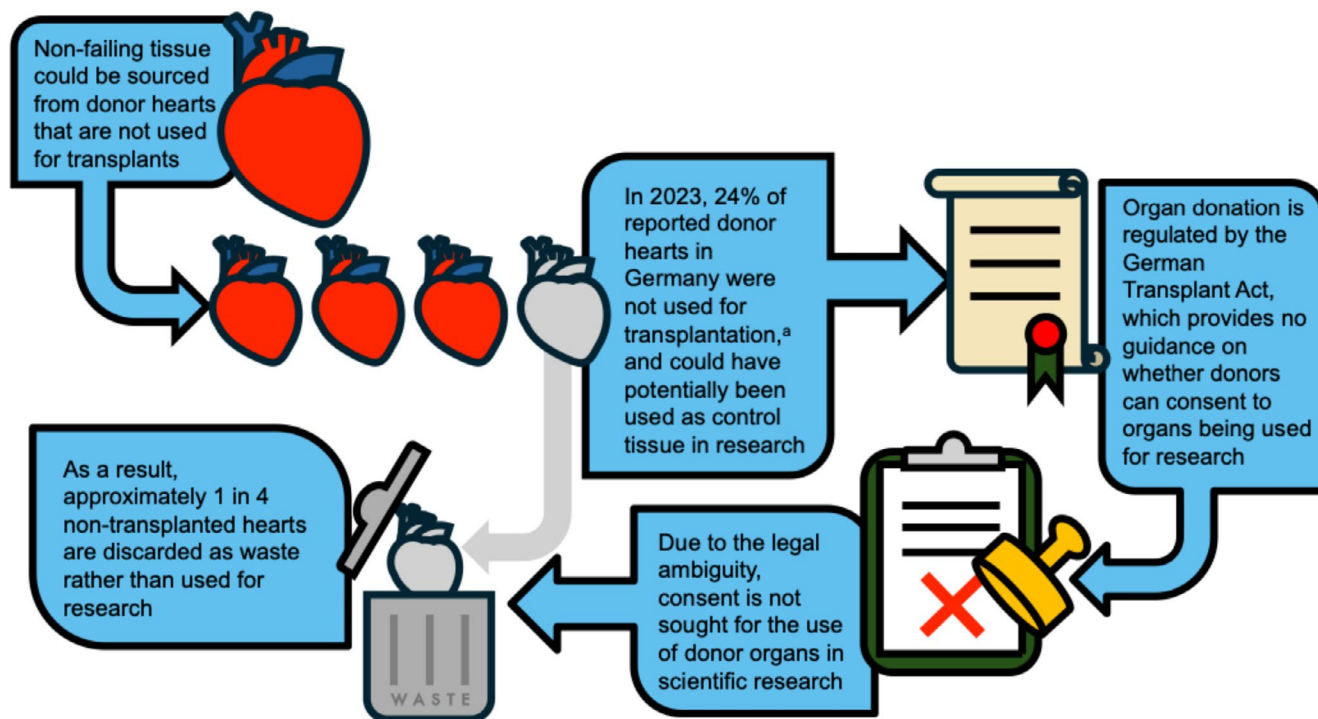 Non-failing tissue
could be sourced
from donor hearts
that are not used
for transplants
In 2023, 24% of
reported donor
hearts in
Germany were
not used for
transplantation,ᵃ
and could have
potentially been
used as control
tissue in research
Organ donation is
regulated by the
German
Transplant Act,
which provides no
guidance on
whether donors
can consent to
organs being used
for research
Due to the legal
ambiguity,
consent is not
sought for the use
of donor organs in
scientific research
As a result,
approximately 1 in 4
non-transplanted hearts
are discarded as waste
rather than used for
research
WASTE